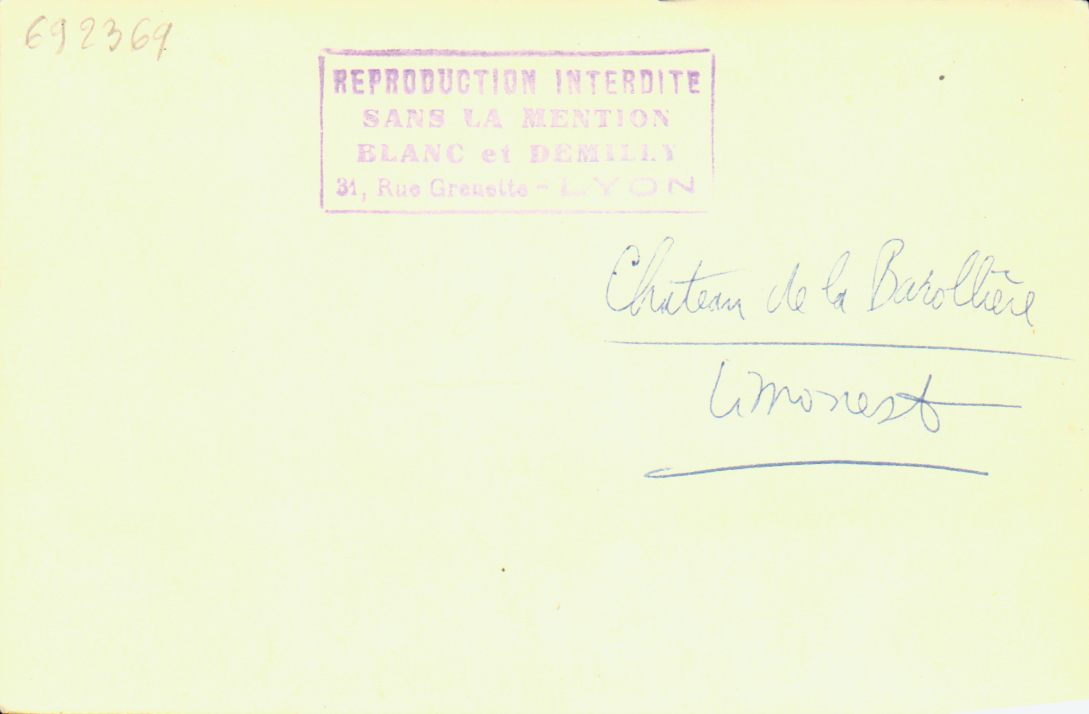 692369
REPRODUCTION INTERDITE
SANS LA MENTION
BLANC et DEMILLY
31, Rue Grenette - LYON
Chateau de la Barollière
Limonest